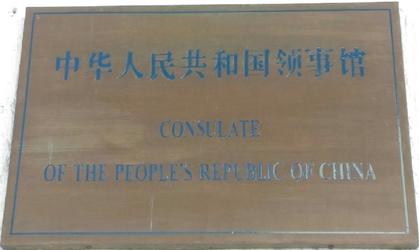 中华人民共和国领事馆
CONSULATE
OF THE PEOPLE'S REPUBLIC OF CHINA